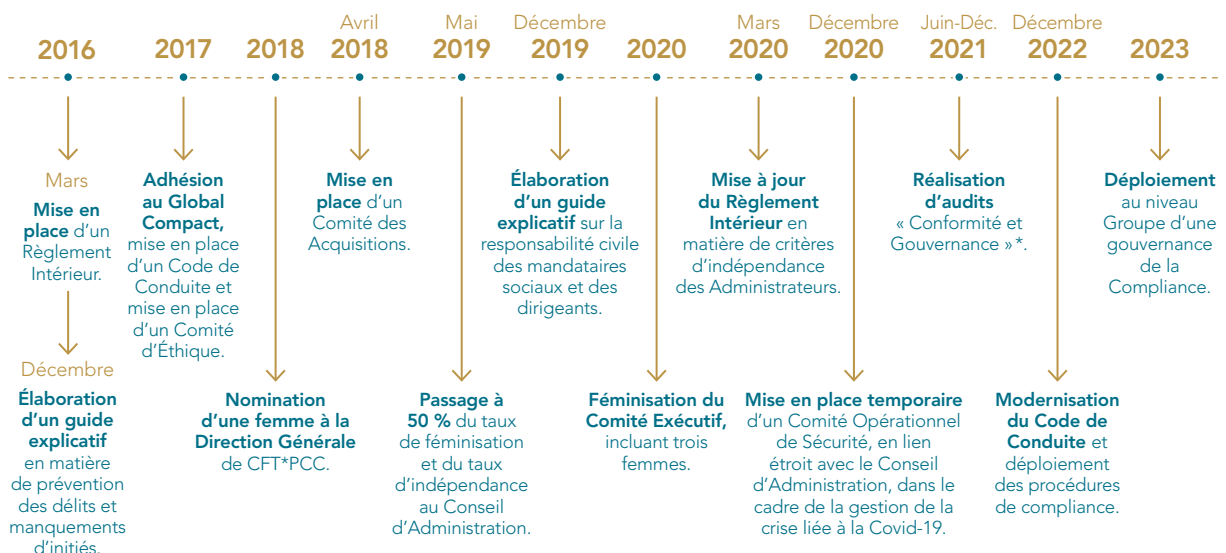 2016
Mars
Mise en
place d'un
Règlement
Intérieur.
Décembre
Élaboration
d'un guide
explicatif
en matière
de prévention
des délits et
manquements
d'initiés.
2017
Adhésion
au Global
Compact,
mise en place
d'un Code de
Conduite et
mise en place
d'un Comité
d'Éthique.
2018
Nomination
d'une femme à la
Direction Générale
de CFT*PCC.
Avril
2018
Mise en
place d'un
Comité des
Acquisitions.
Mai
2019
Passage à
50 % du taux
de féminisation
et du taux
d'indépendance
au Conseil
d'Administration.
Décembre
2019
Élaboration
d'un guide
explicatif sur la
responsabilité civile
des mandataires
sociaux et des
dirigeants.
2020
Féminisation du
Comité Exécutif,
incluant trois
femmes.
Mars
2020
Mise à jour
du Règlement
Intérieur en
matière de critères
d'indépendance
des Administrateurs.
Décembre
2020
Mise en place temporaire
d'un Comité Opérationnel
de Sécurité, en lien
étroit avec le Conseil
d'Administration, dans le
cadre de la gestion de la
crise liée à la Covid-19.
Juin-Déc.
2021
Réalisation
d'audits
« Conformité et
Gouvernance »*.
Décembre
2022
Modernisation
du Code de
Conduite et
déploiement
des procédures
de compliance.
2023
Déploiement
au niveau
Groupe d'une
gouvernance
de la
Compliance.